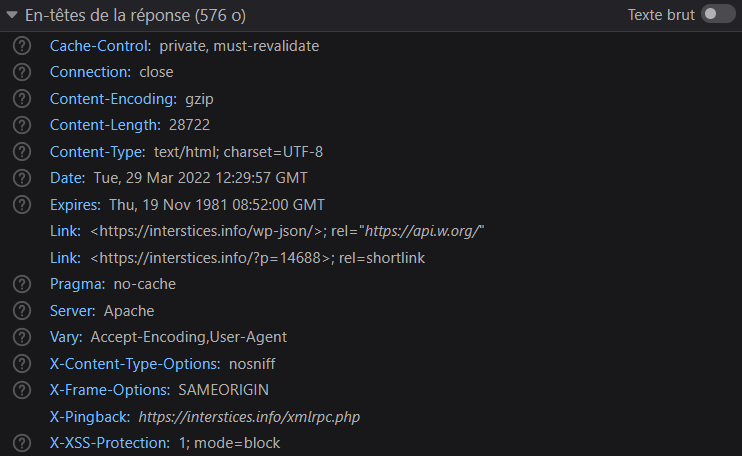 En-têtes de la réponse (576 o) Texte brut
Cache-Control: private, must-revalidate
Connection: close
Content-Encoding: gzip
Content-Length: 28722
Content-Type: text/html; charset=UTF-8
Date: Tue, 29 Mar 2022 12:29:57 GMT
Expires: Thu, 19 Nov 1981 08:52:00 GMT
Link: <https://interstices.info/wp-json/>; rel="https://api.w.org/"
Link: <https://interstices.info/?p=14688>; rel=shortlink
Pragma: no-cache
Server: Apache
Vary: Accept-Encoding,User-Agent
X-Content-Type-Options: nosniff
X-Frame-Options: SAMEORIGIN
X-Pingback: https://interstices.info/xmlrpc.php
X-XSS-Protection: 1; mode=block